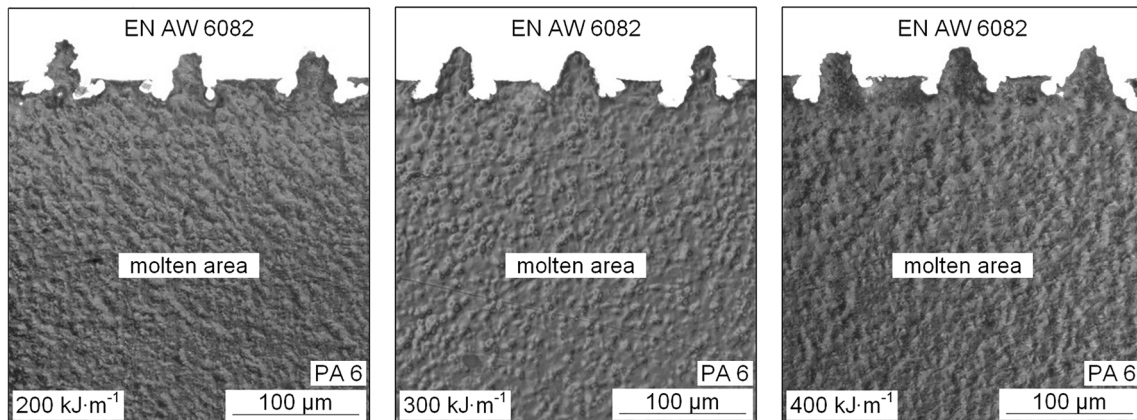 EN AW 6082
molten area
PA 6
200 kJ·m⁻¹
100 µm
EN AW 6082
molten area
PA 6
300 kJ·m⁻¹
100 µm
EN AW 6082
molten area
PA 6
400 kJ·m⁻¹
100 µm